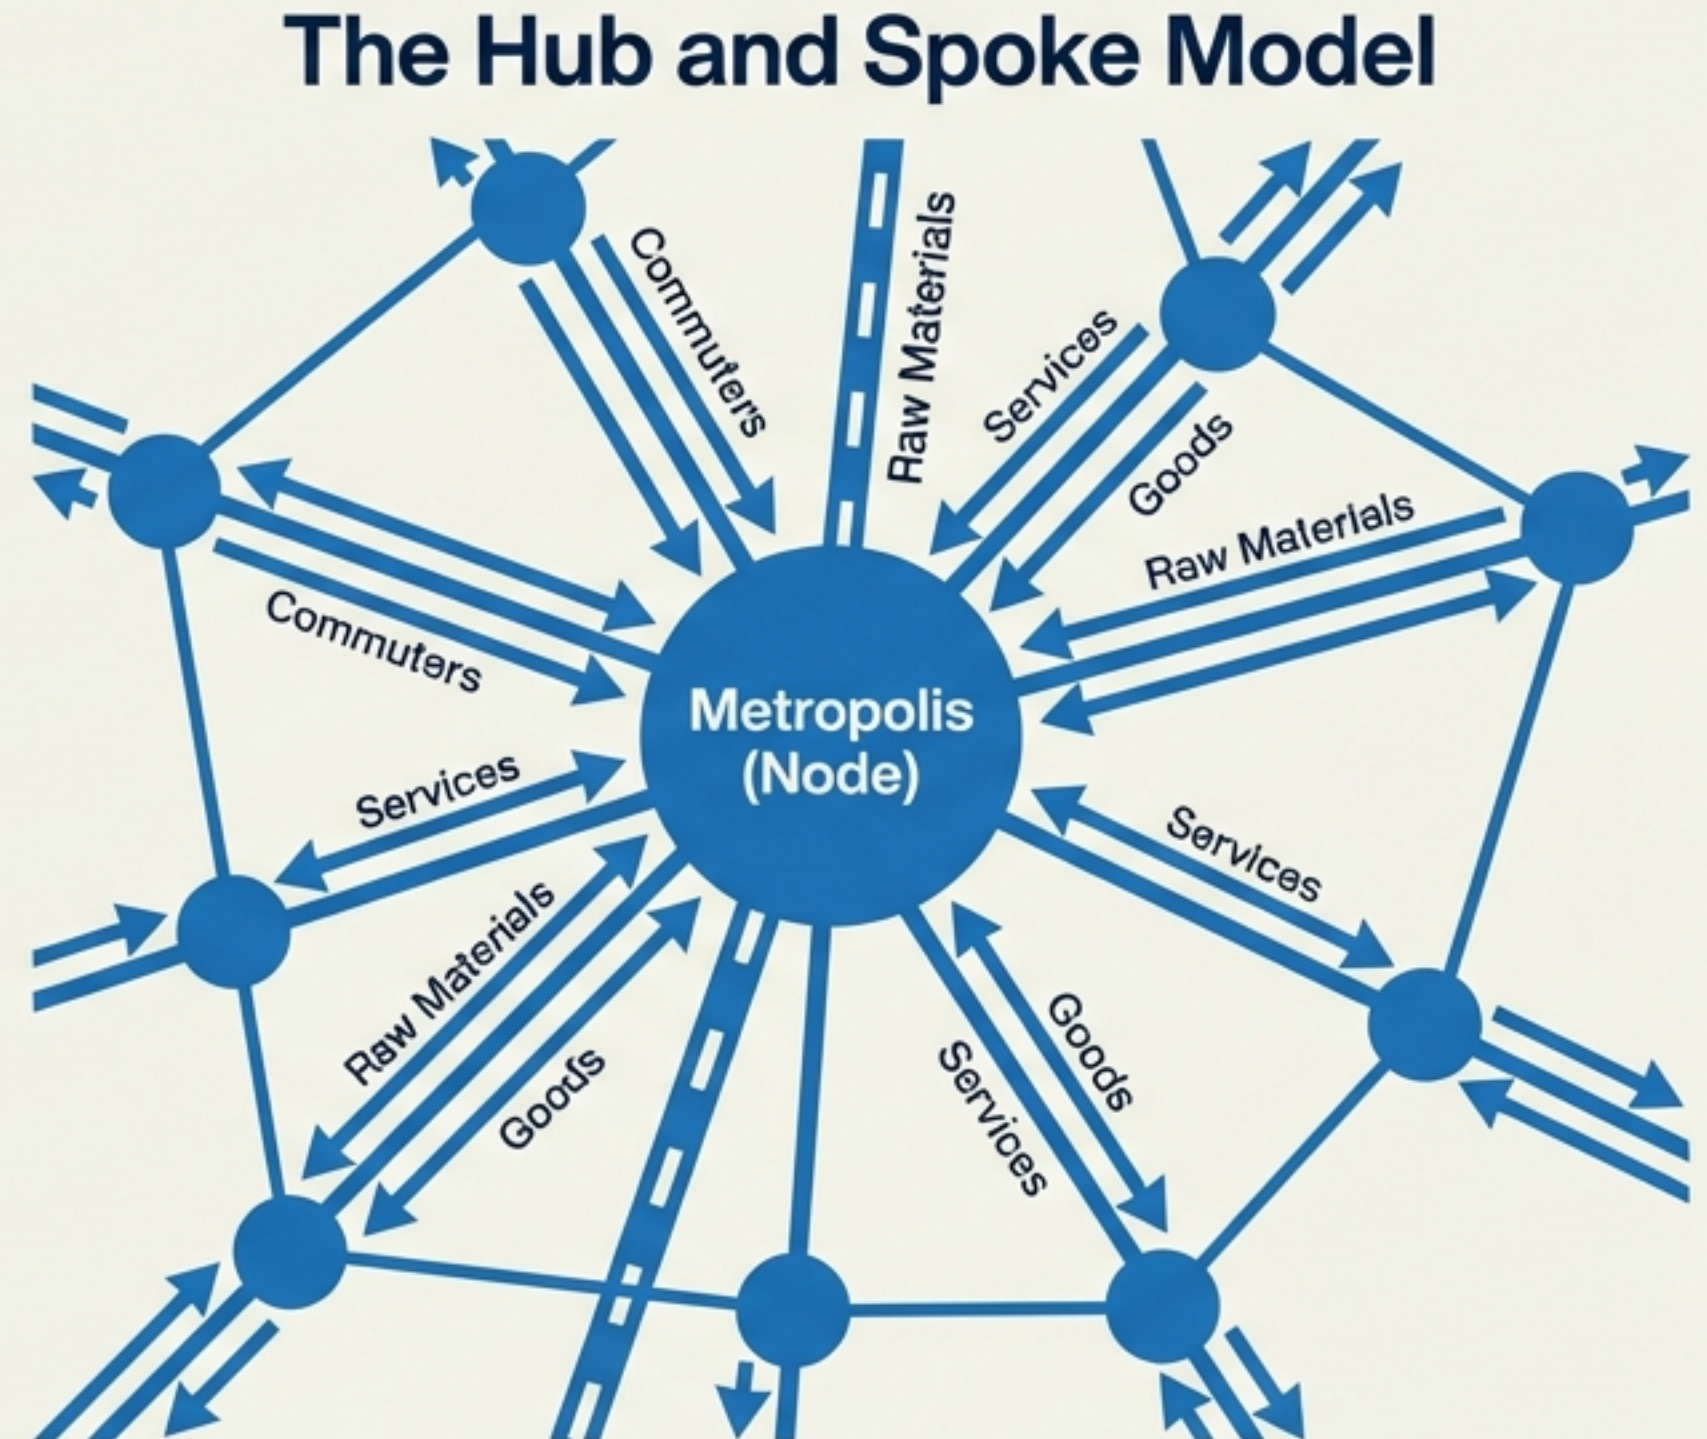 The Hub and Spoke Model
Commuters
Raw Materials
Services
Goods
Raw Materials
Commuters
Metropolis
(Node)
Services
Services
Raw Materials
Goods
Goods
Services